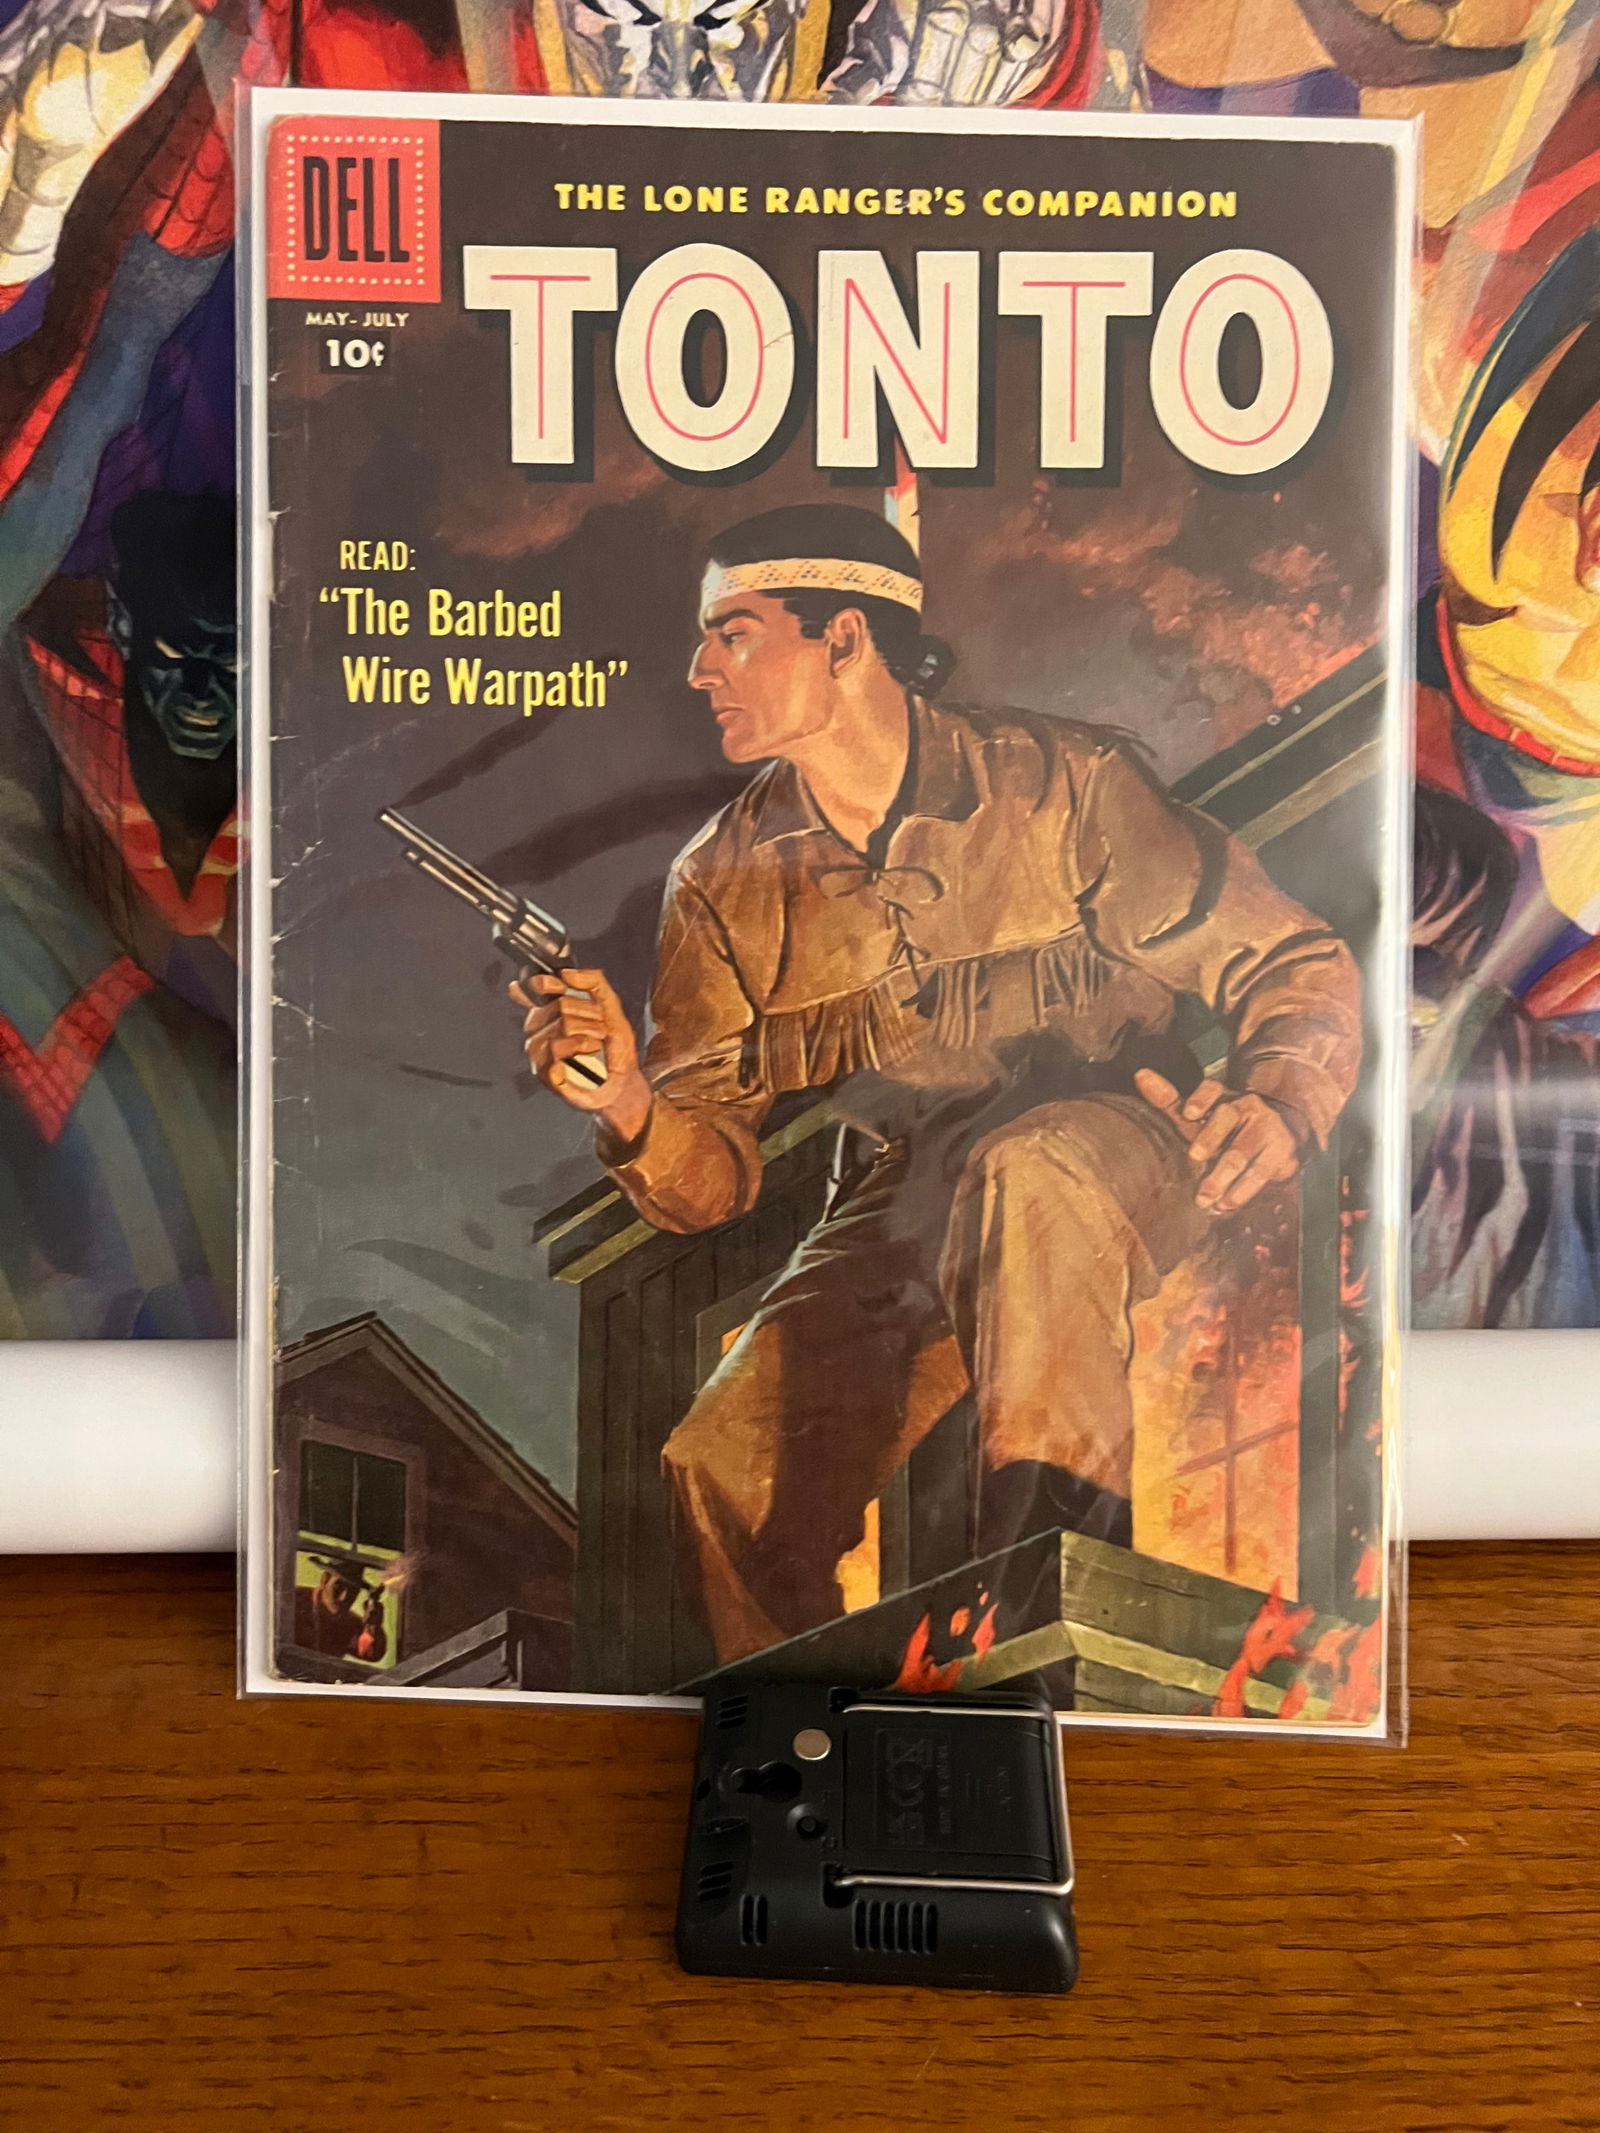 DELL
THE LONE RANGER'S COMPANION
TONTO
MAY-JULY
10¢
READ:
“The Barbed
Wire Warpath”